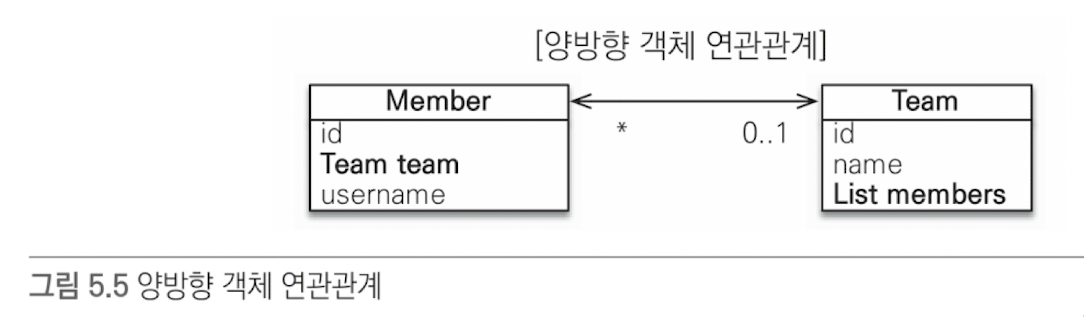 [양방향 객체 연관관계]
Member
id
Team team
username
* 0..1
Team
id
name
List members
그림 5.5 양방향 객체 연관관계